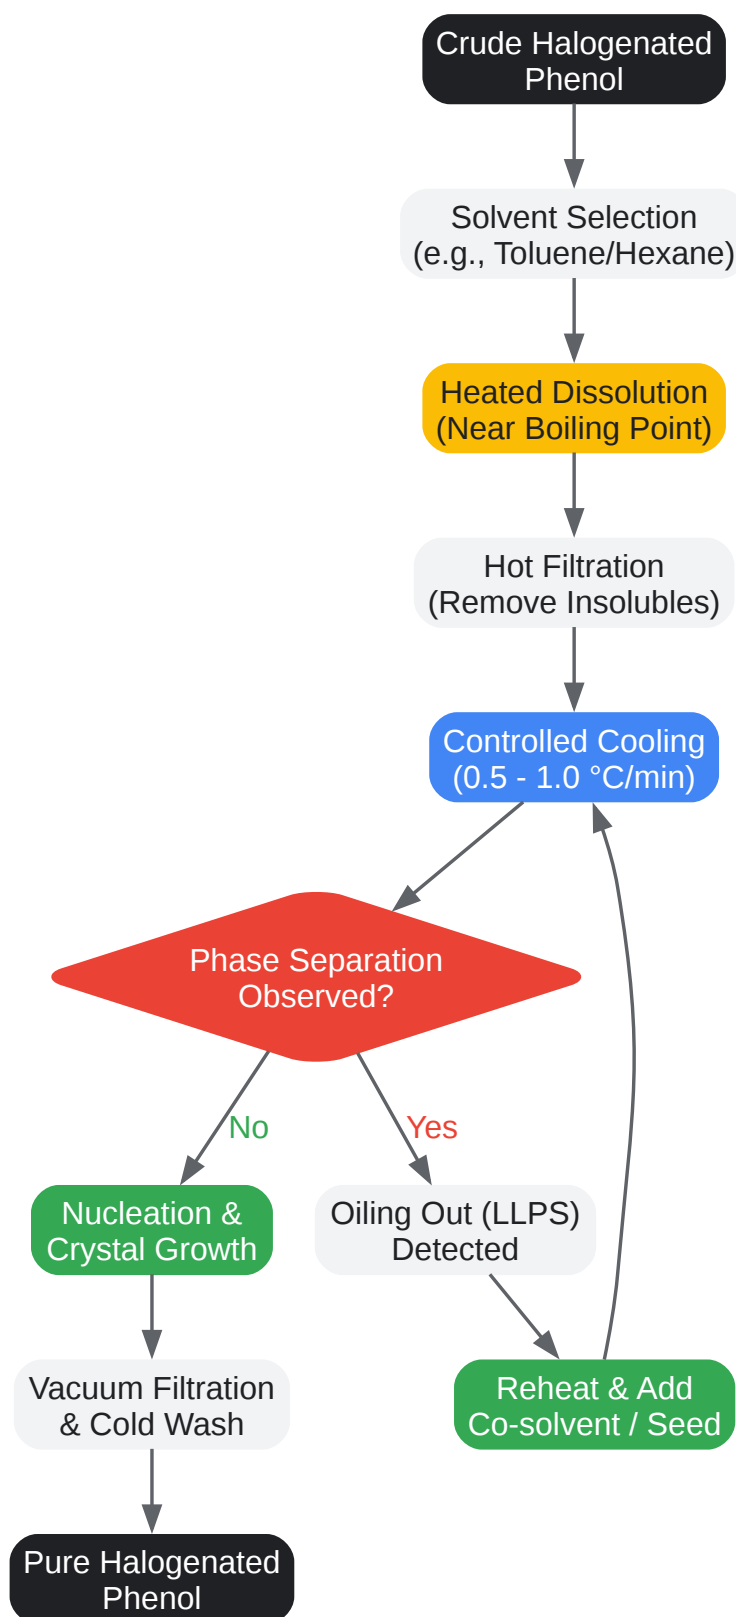 Crude Halogenated
Phenol
Solvent Selection
(e.g., Toluene/Hexane)
Heated Dissolution
(Near Boiling Point)
Hot Filtration
(Remove Insolubles)
Controlled Cooling
(0.5 - 1.0 °C/min)
Phase Separation
Observed?
No
Yes
Nucleation &
Crystal Growth
Oiling Out (LLPS)
Detected
Vacuum Filtration
& Cold Wash
Reheat & Add
Co-solvent / Seed
Pure Halogenated
Phenol